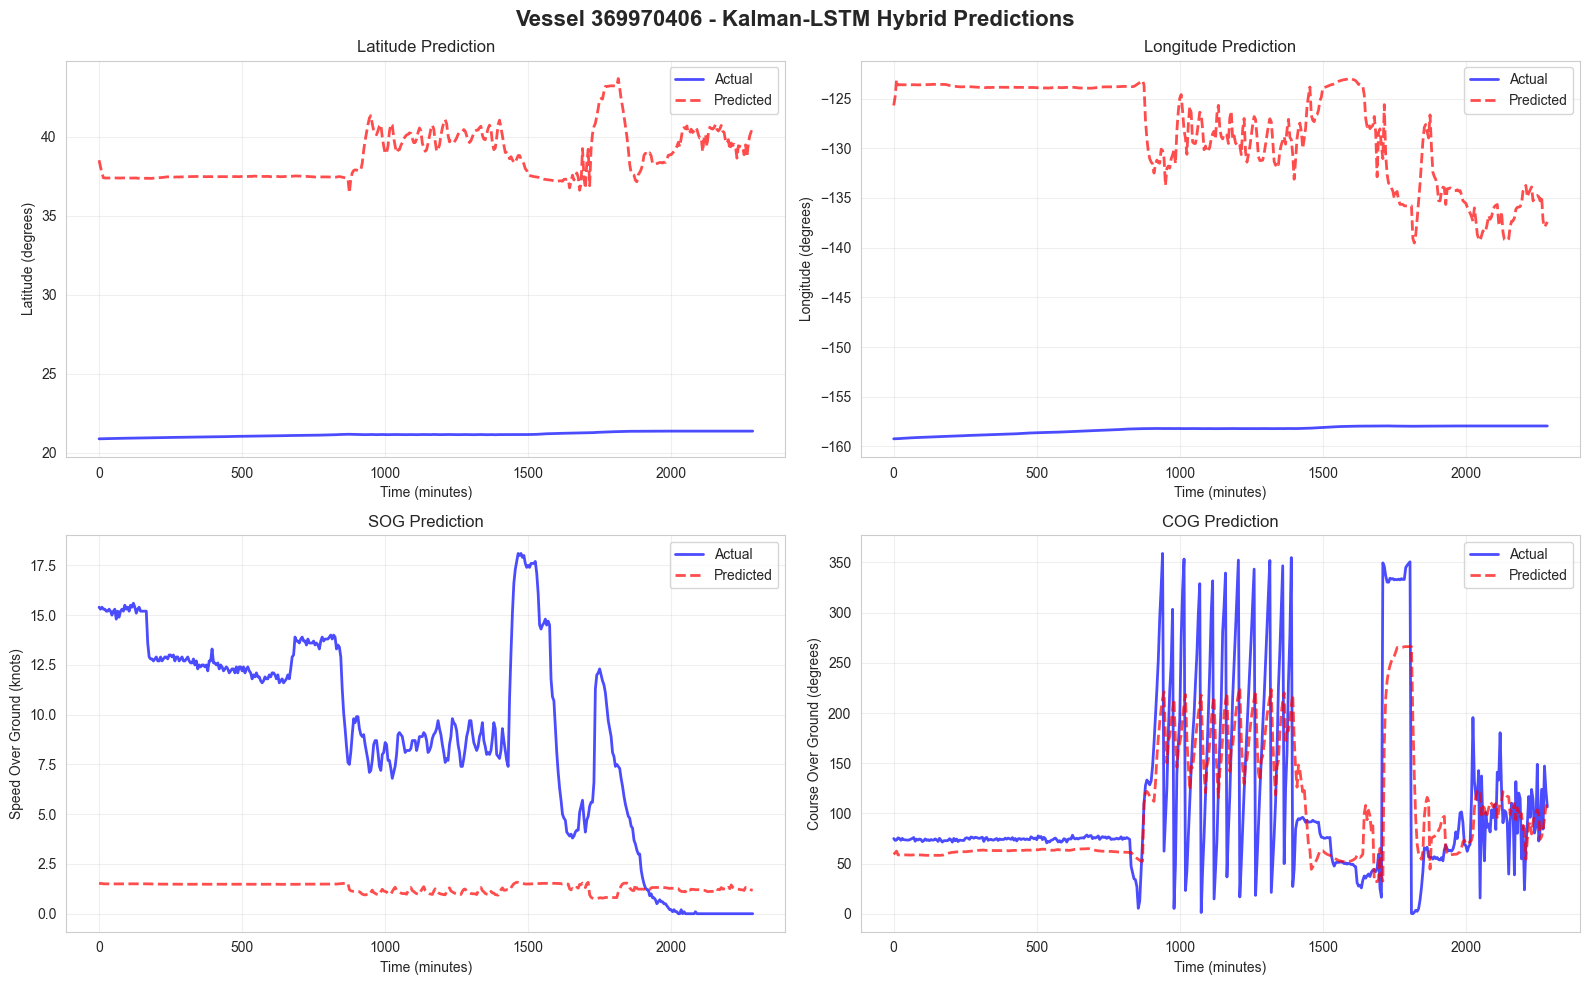 Vessel 369970406 - Kalman-LSTM Hybrid Predictions
Latitude Prediction
Actual
Predicted
Latitude (degrees)
40
35
30
25
20
0 500 1000 1500 2000
Time (minutes)
Longitude Prediction
Actual
Predicted
Longitude (degrees)
−125
−130
−135
−140
−145
−150
−155
−160
0 500 1000 1500 2000
Time (minutes)
SOG Prediction
Actual
Predicted
Speed Over Ground (knots)
17.5
15.0
12.5
10.0
7.5
5.0
2.5
0.0
0 500 1000 1500 2000
Time (minutes)
COG Prediction
Actual
Predicted
Course Over Ground (degrees)
350
300
250
200
150
100
50
0
0 500 1000 1500 2000
Time (minutes)